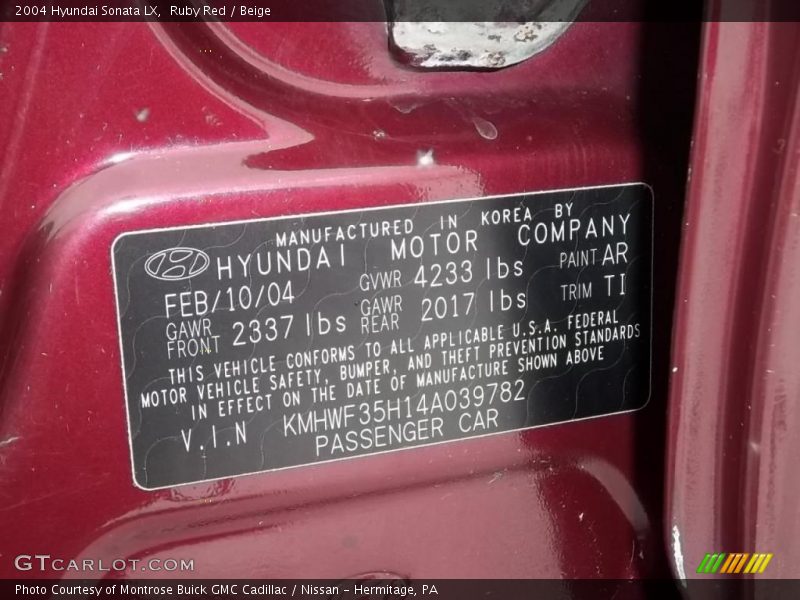 2004 Hyundai Sonata LX, Ruby Red / Beige
MANUFACTURED IN KOREA BY
HYUNDAI MOTOR COMPANY
FEB/10/04 GVWR 4233 lbs PAINT AR
GAWR FRONT 2337 lbs GAWR REAR 2017 lbs TRIM TI
THIS VEHICLE CONFORMS TO ALL APPLICABLE U.S.A. FEDERAL
MOTOR VEHICLE SAFETY, BUMPER, AND THEFT PREVENTION STANDARDS
IN EFFECT ON THE DATE OF MANUFACTURE SHOWN ABOVE
V.I.N KMHWF35H14A039782
PASSENGER CAR
GTCARLOT.COM
Photo Courtesy of Montrose Buick GMC Cadillac / Nissan - Hermitage, PA